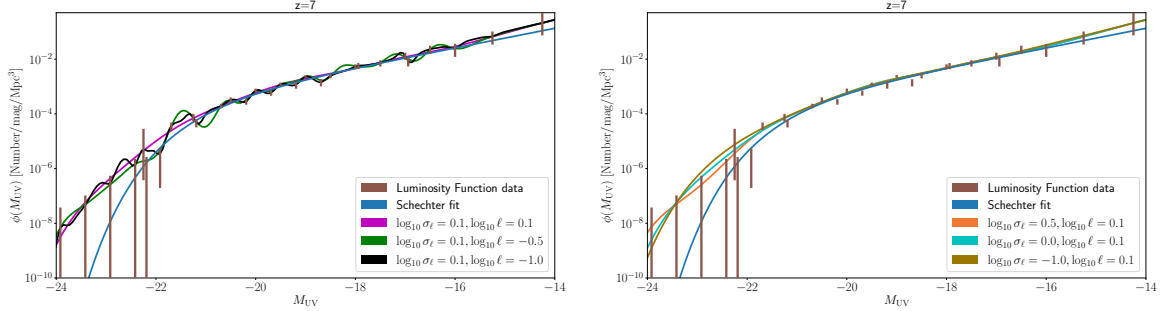 z=7
ϕ(M_UV) [Number/mag/Mpc³]
10⁻²
10⁻⁴
10⁻⁶
10⁻⁸
10⁻¹⁰
Luminosity Function data
Schechter fit
log₁₀ σ_ℓ = 0.1, log₁₀ ℓ = 0.1
log₁₀ σ_ℓ = 0.1, log₁₀ ℓ = −0.5
log₁₀ σ_ℓ = 0.1, log₁₀ ℓ = −1.0
−24 −22 −20 −18 −16 −14
M_UV
z=7
ϕ(M_UV) [Number/mag/Mpc³]
10⁻²
10⁻⁴
10⁻�6
10⁻⁸
10⁻¹⁰
Luminosity Function data
Schechter fit
log₁₀ σ_ℓ = 0.5, log₁₀ ℓ = 0.1
log₁₀ σ_ℓ = 0.0, log₁₀ ℓ = 0.1
log₁₀ σ_ℓ = −1.0, log₁₀ ℓ = 0.1
−24 −22 −20 −18 −16 −14
M_UV